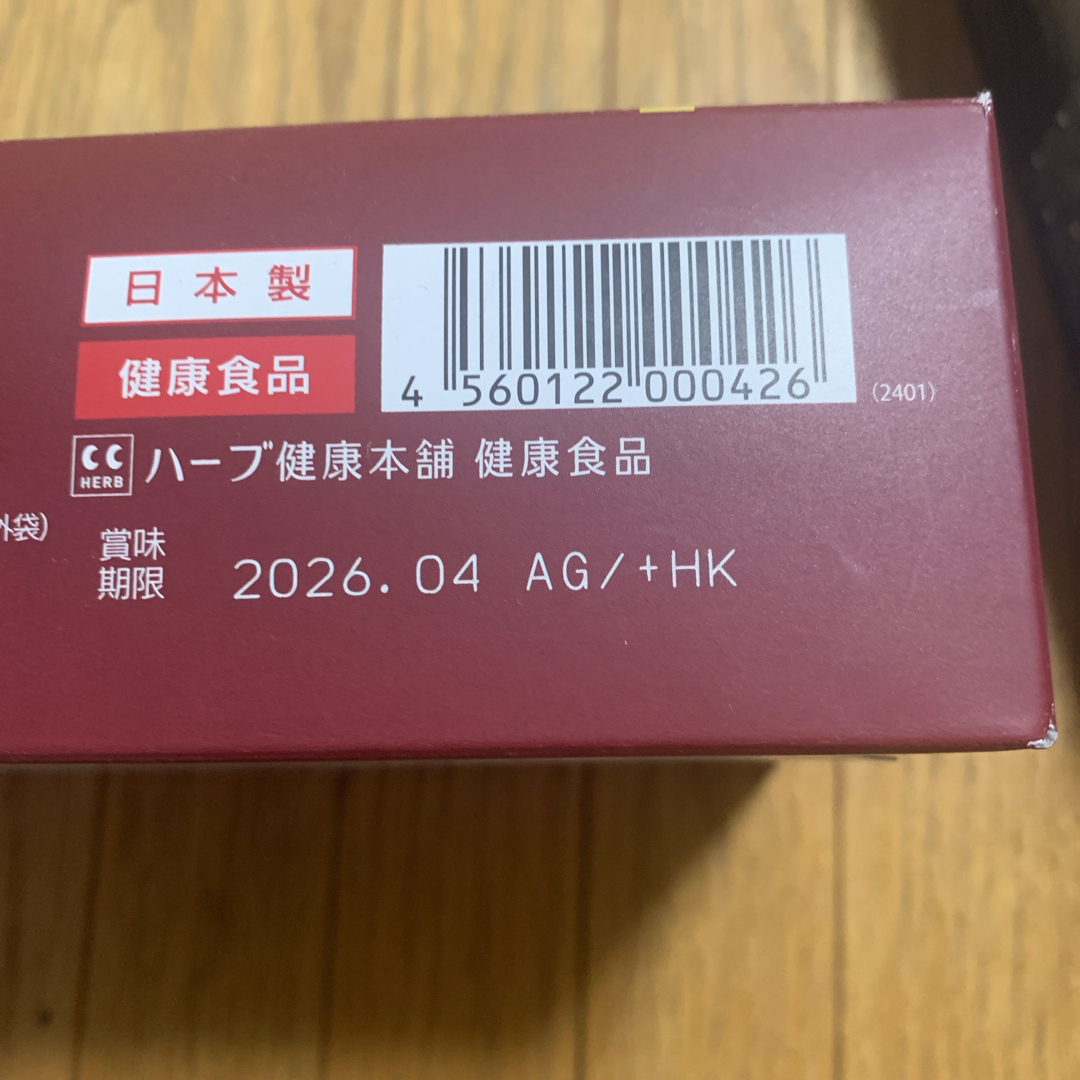 日本製
健康食品
4 560122 000426
(2401)
CC
HERB
ハーブ健康本舗 健康食品
外袋)
賞味
期限
2026.04 AG/+HK